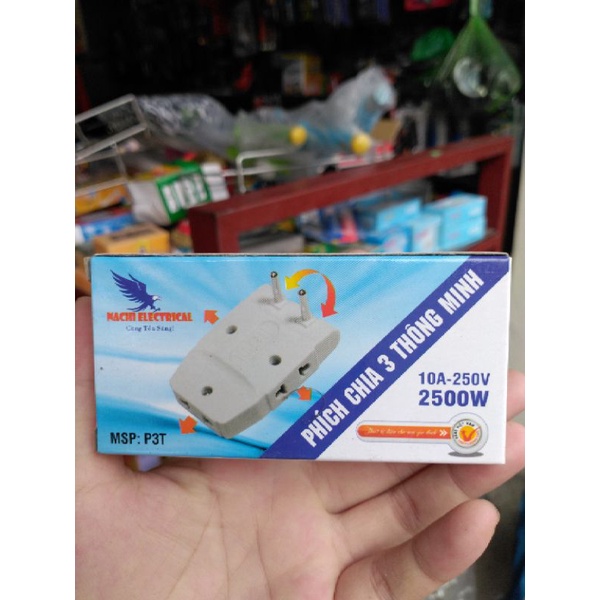 NACHI ELECTRICAL
Cùng Tỏa Sáng!
PHÍCH CHIA 3 THÔNG MINH
10A-250V
2500W
MSP: P3T